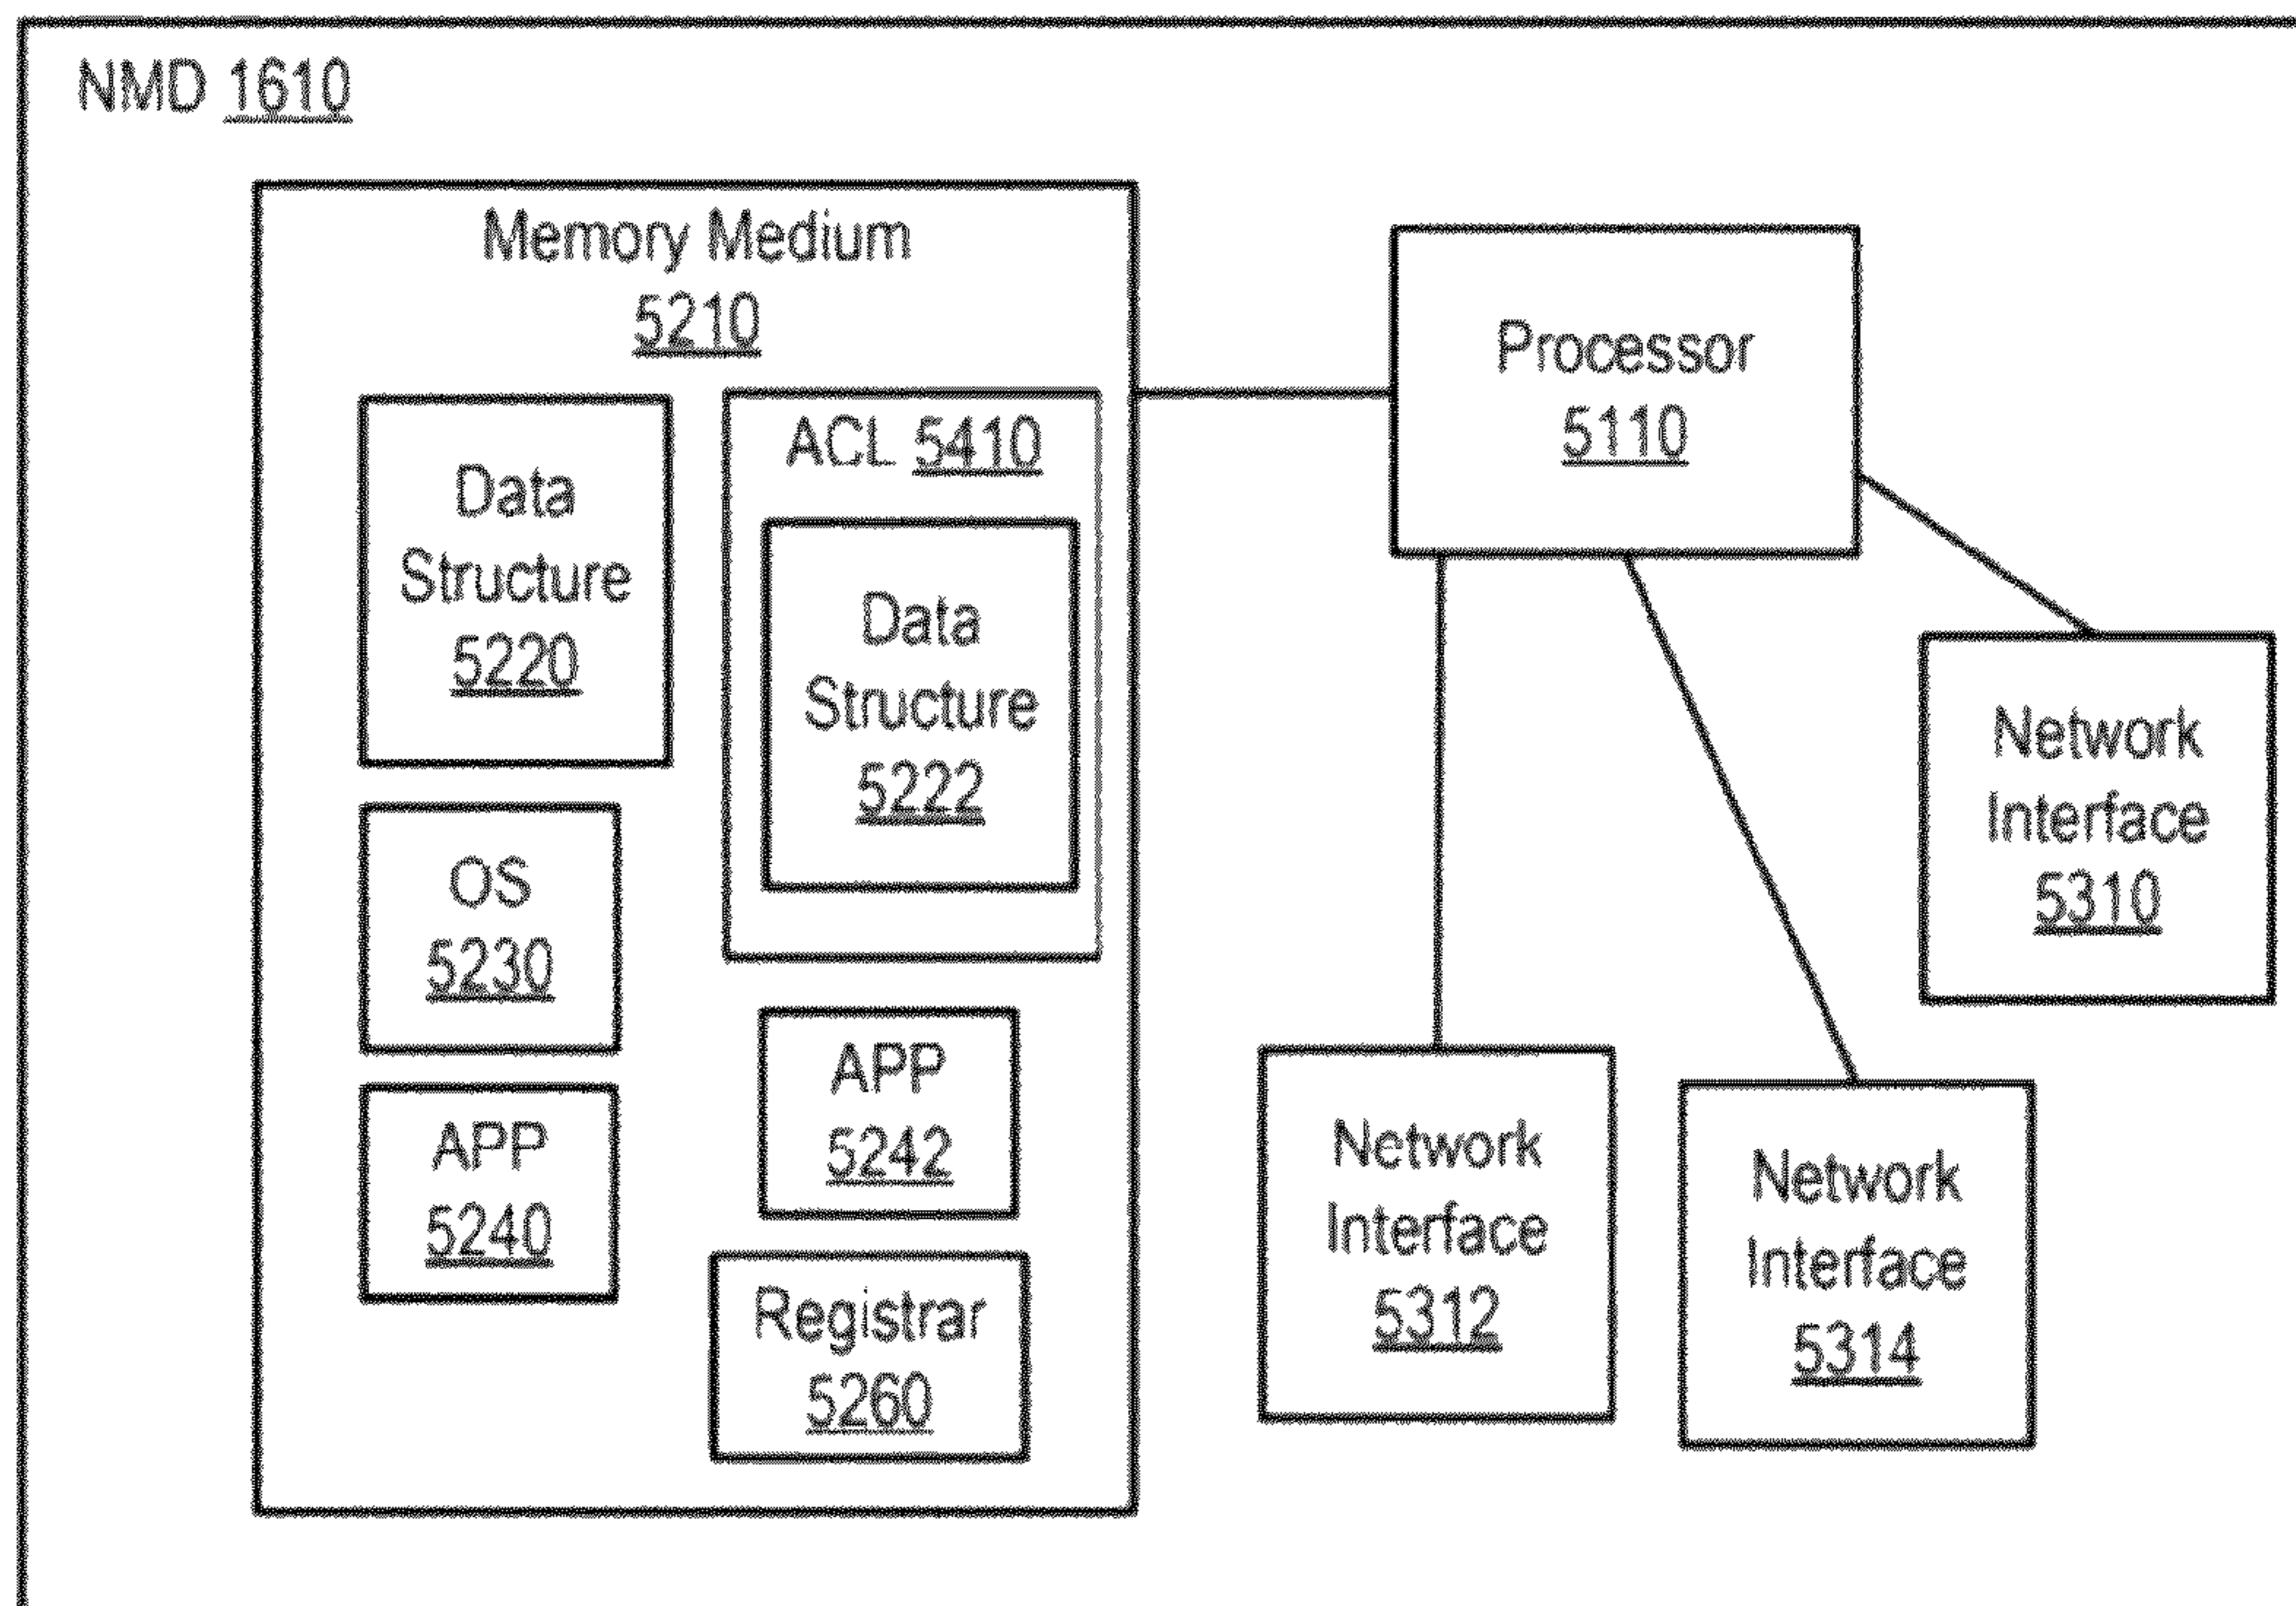 NMD 1610
Memory Medium
5210
Data
Structure
5220
ACL 5410
Data
Structure
5222
OS
5230
APP
5240
APP
5242
Registrar
5260
Processor
5110
Network
Interface
5310
Network
Interface
5312
Network
Interface
5314